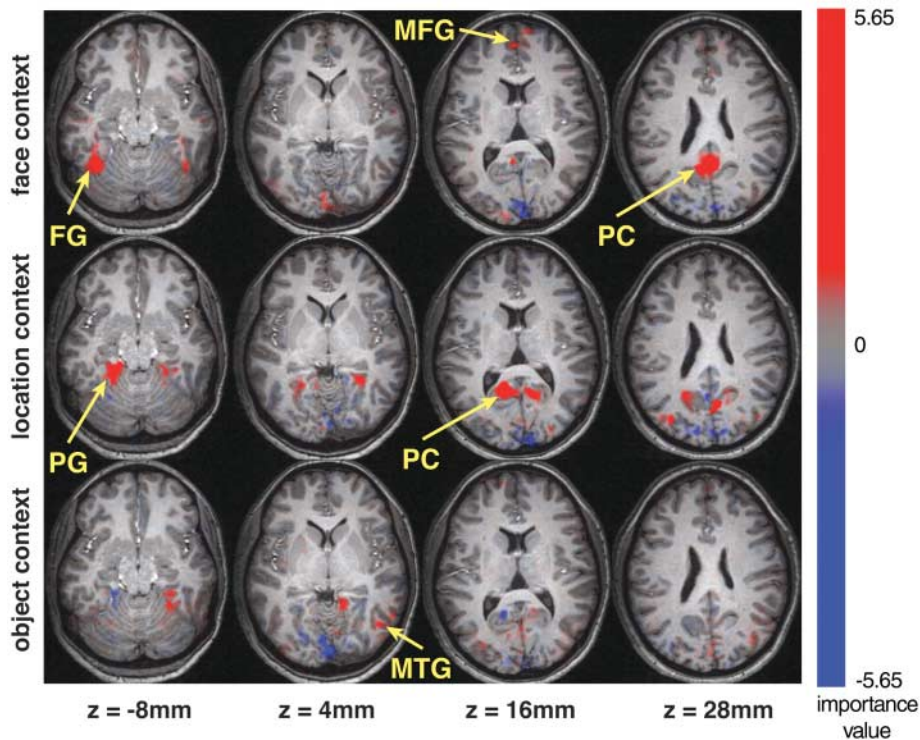 5.65
MFG
face context
FG
PC
0
location context
PG
PC
object context
MTG
-5.65
z = -8mm
z = 4mm
z = 16mm
z = 28mm
importance
value